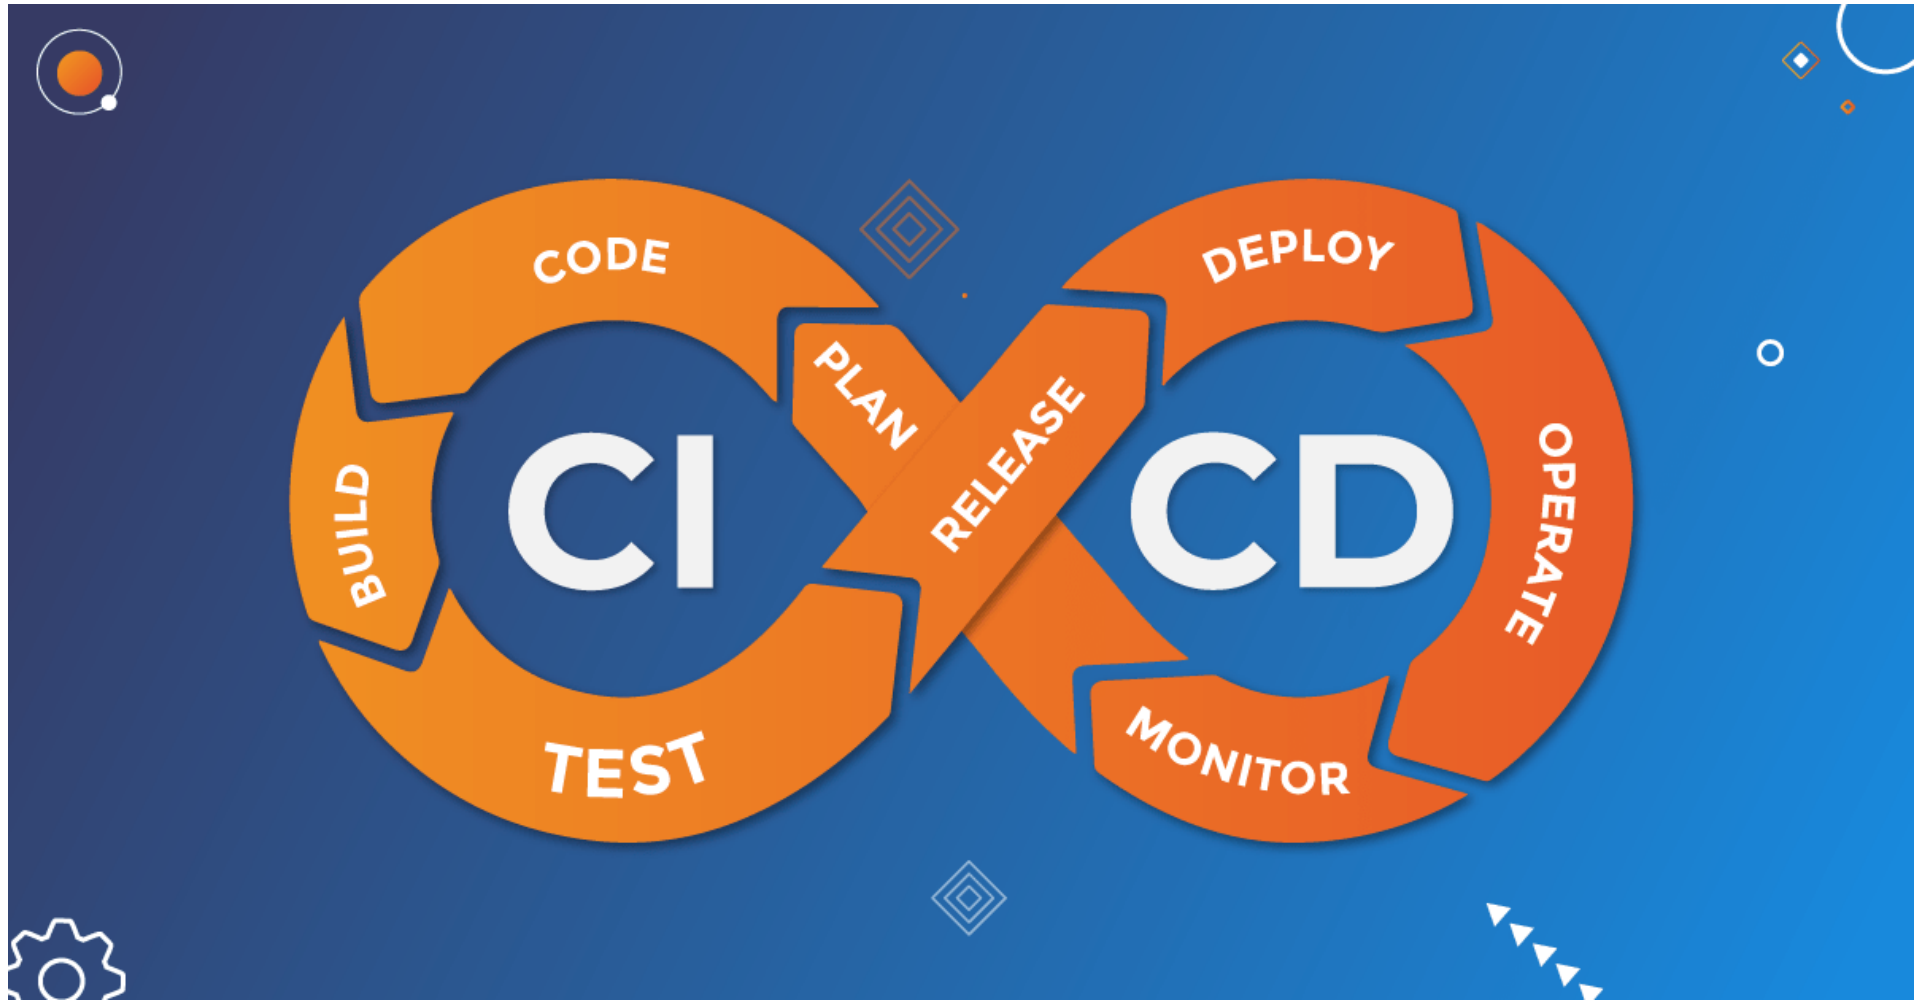 CODE
DEPLOY
PLAN
RELEASE
BUILD
CI
CD
OPERATE
TEST
MONITOR